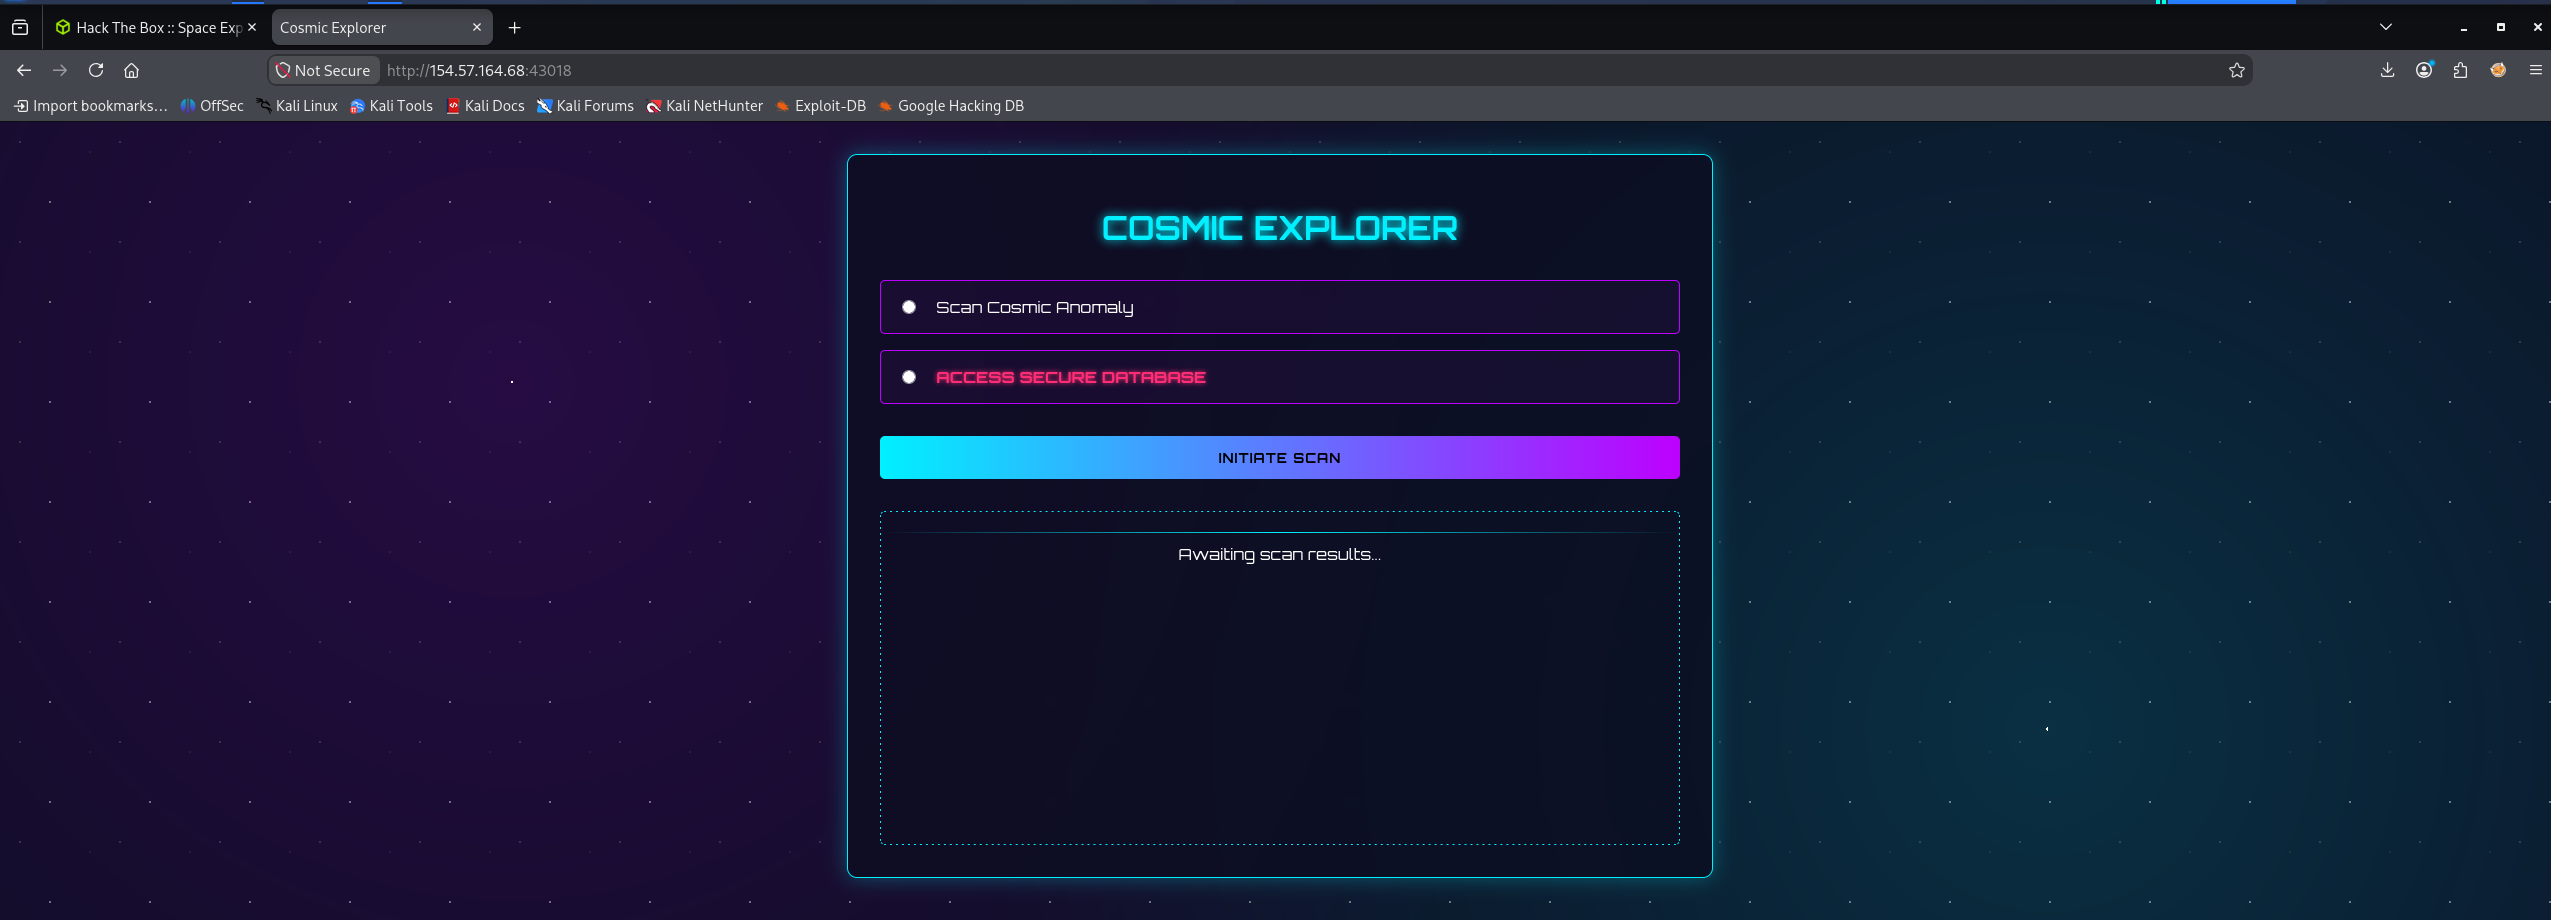 Hack The Box :: Space Exp
Cosmic Explorer
Not Secure
http://154.57.164.68:43018
Import bookmarks...
OffSec
Kali Linux
Kali Tools
Kali Docs
Kali Forums
Kali NetHunter
Exploit-DB
Google Hacking DB
COSMIC EXPLORER
Scan Cosmic Anomaly
ACCESS SECURE DATABASE
INITIATE SCAN
Awaiting scan results...